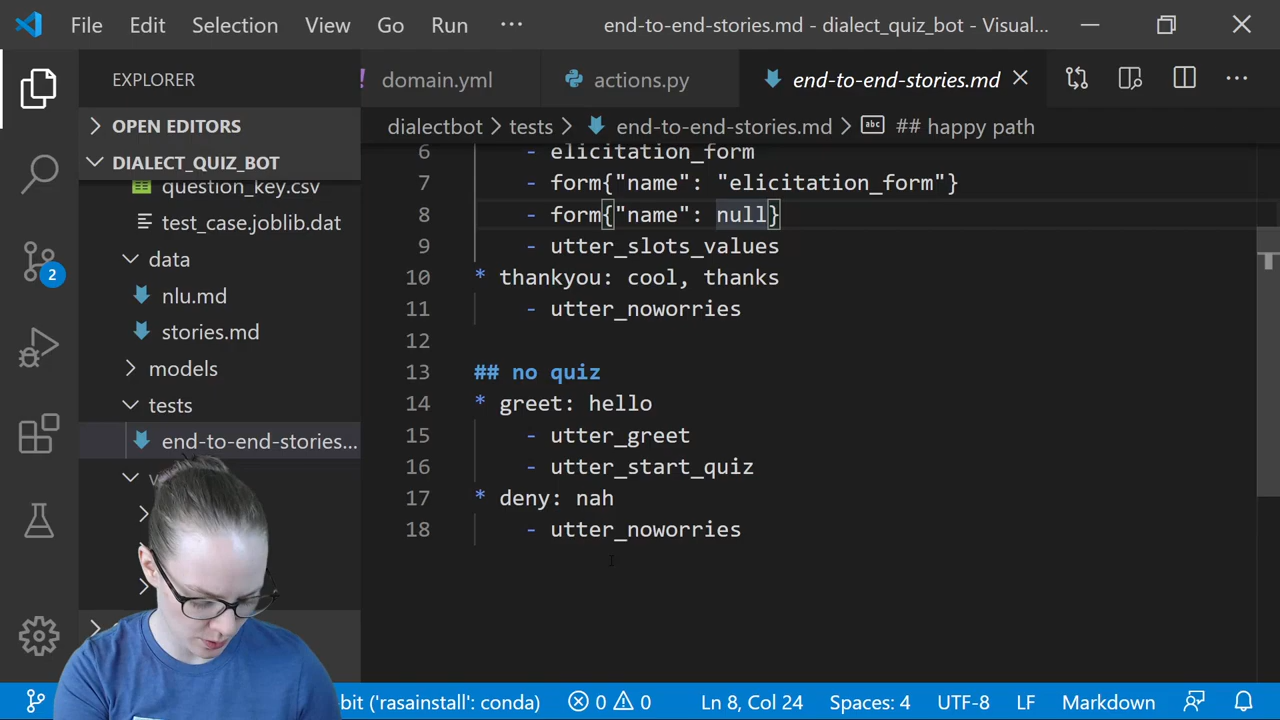 File Edit Selection View Go Run ··· end-to-end-stories.md - dialect_quiz_bot - Visual...
EXPLORER
domain.yml actions.py end-to-end-stories.md
OPEN EDITORS
dialectbot > tests > end-to-end-stories.md > ## happy path
DIALECT_QUIZ_BOT
question_key.csv
test_case.joblib.dat
data
nlu.md
stories.md
models
tests
end-to-end-stories...
2
6 - elicitation_form
7 - form{"name": "elicitation_form"}
8 - form{"name": null}
9 - utter_slots_values
10 * thankyou: cool, thanks
11 - utter_noworries
12
13 ## no quiz
14 * greet: hello
15 - utter_greet
16 - utter_start_quiz
17 * deny: nah
18 - utter_noworries
bit ('rasainstall': conda) 0 0 Ln 8, Col 24 Spaces: 4 UTF-8 LF Markdown